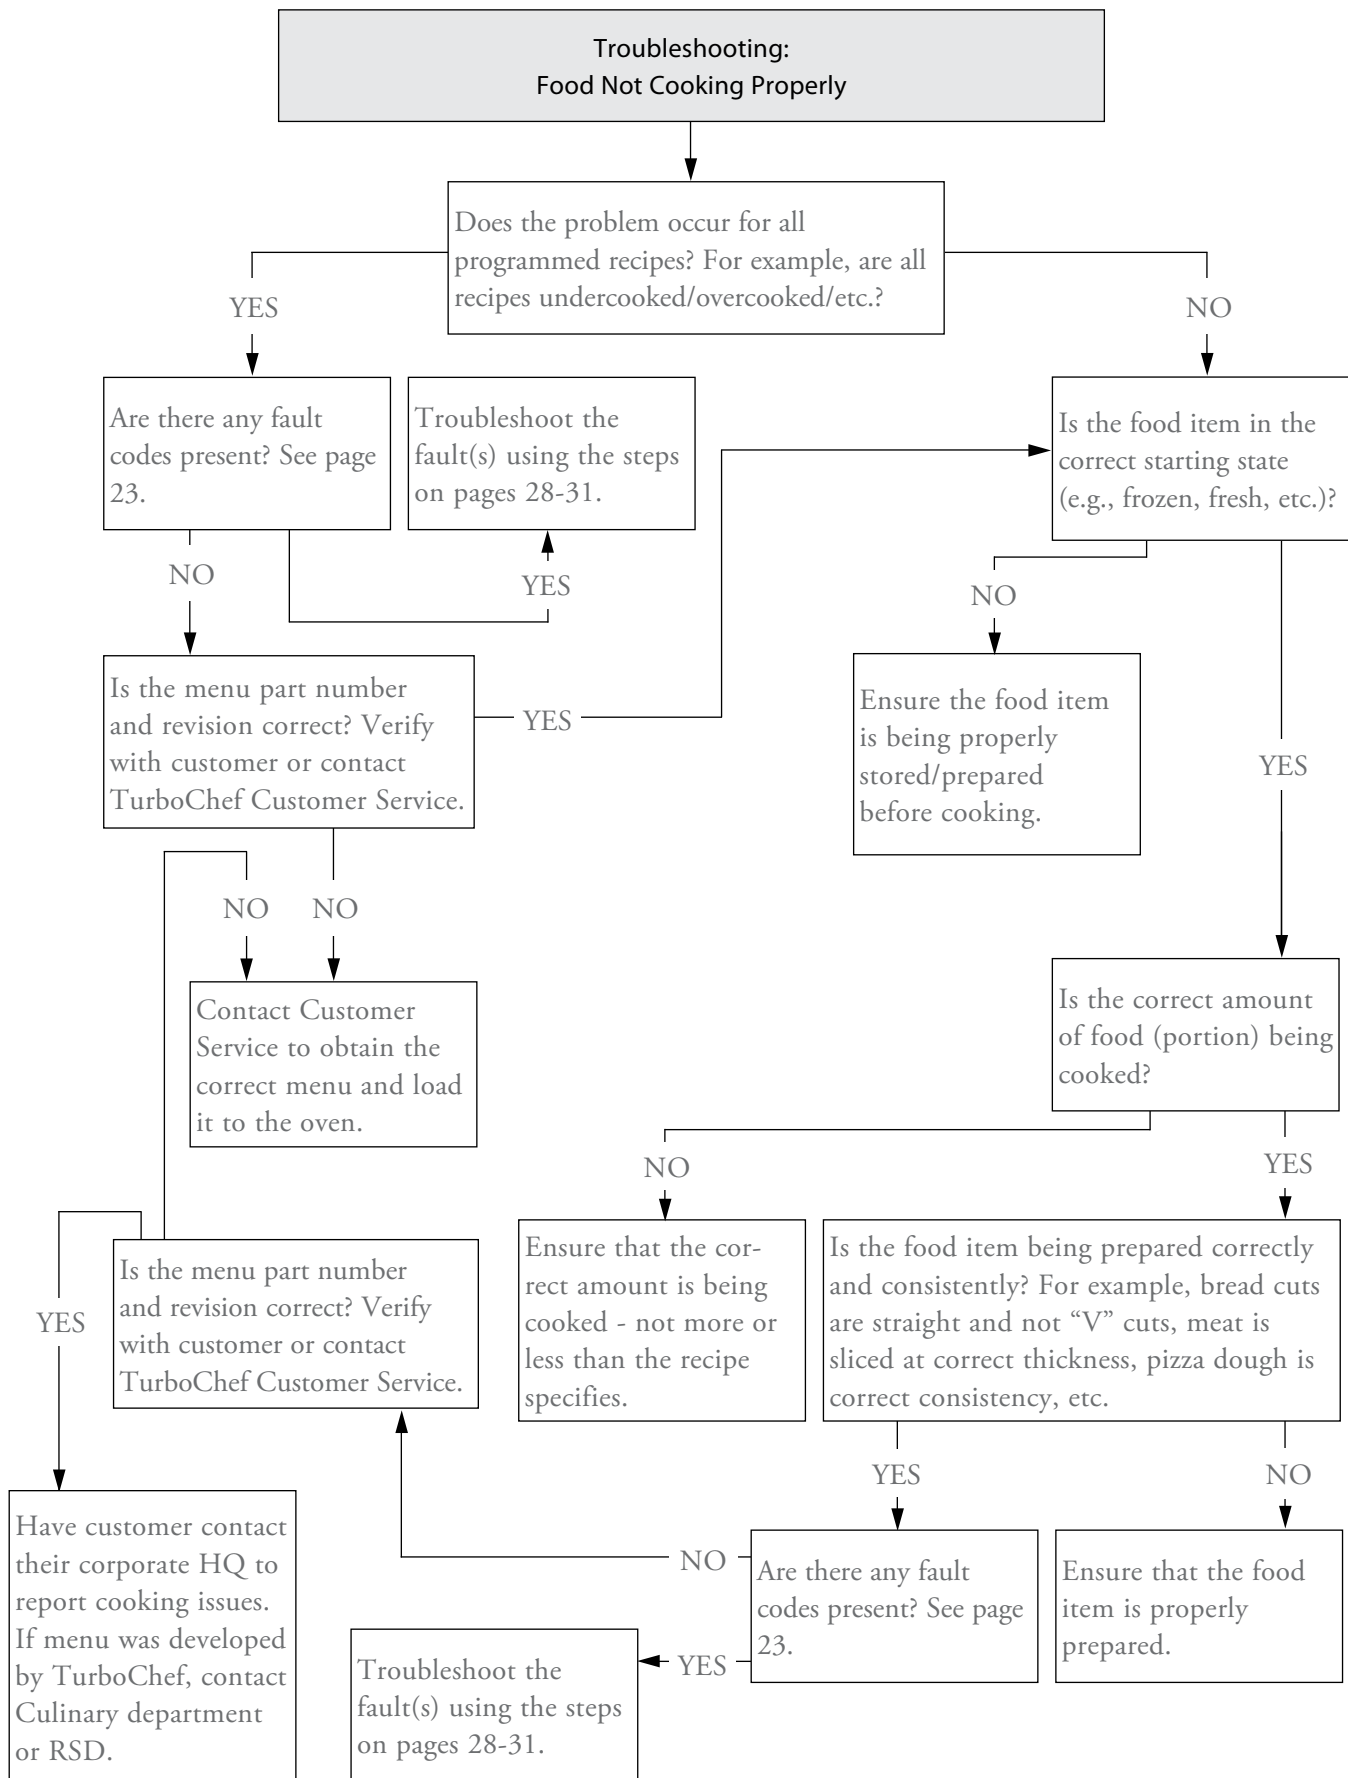 Troubleshooting:
Food Not Cooking Properly
Does the problem occur for all
programmed recipes? For example, are all
recipes undercooked/overcooked/etc.?
YES
NO
Are there any fault
codes present? See page
23.
Troubleshoot the
fault(s) using the steps
on pages 28-31.
Is the food item in the
correct starting state
(e.g., frozen, fresh, etc.)?
NO
YES
NO
Is the menu part number
and revision correct? Verify
with customer or contact
TurboChef Customer Service.
YES
Ensure the food item
is being properly
stored/prepared
before cooking.
YES
NO
NO
Contact Customer
Service to obtain the
correct menu and load
it to the oven.
Is the correct amount
of food (portion) being
cooked?
NO
YES
Is the menu part number
and revision correct? Verify
with customer or contact
TurboChef Customer Service.
YES
Ensure that the cor-
rect amount is being
cooked - not more or
less than the recipe
specifies.
Is the food item being prepared correctly
and consistently? For example, bread cuts
are straight and not “V” cuts, meat is
sliced at correct thickness, pizza dough is
correct consistency, etc.
YES
NO
Have customer contact
their corporate HQ to
report cooking issues.
If menu was developed
by TurboChef, contact
Culinary department
or RSD.
NO
Are there any fault
codes present? See page
23.
Ensure that the food
item is properly
prepared.
YES
Troubleshoot the
fault(s) using the steps
on pages 28-31.